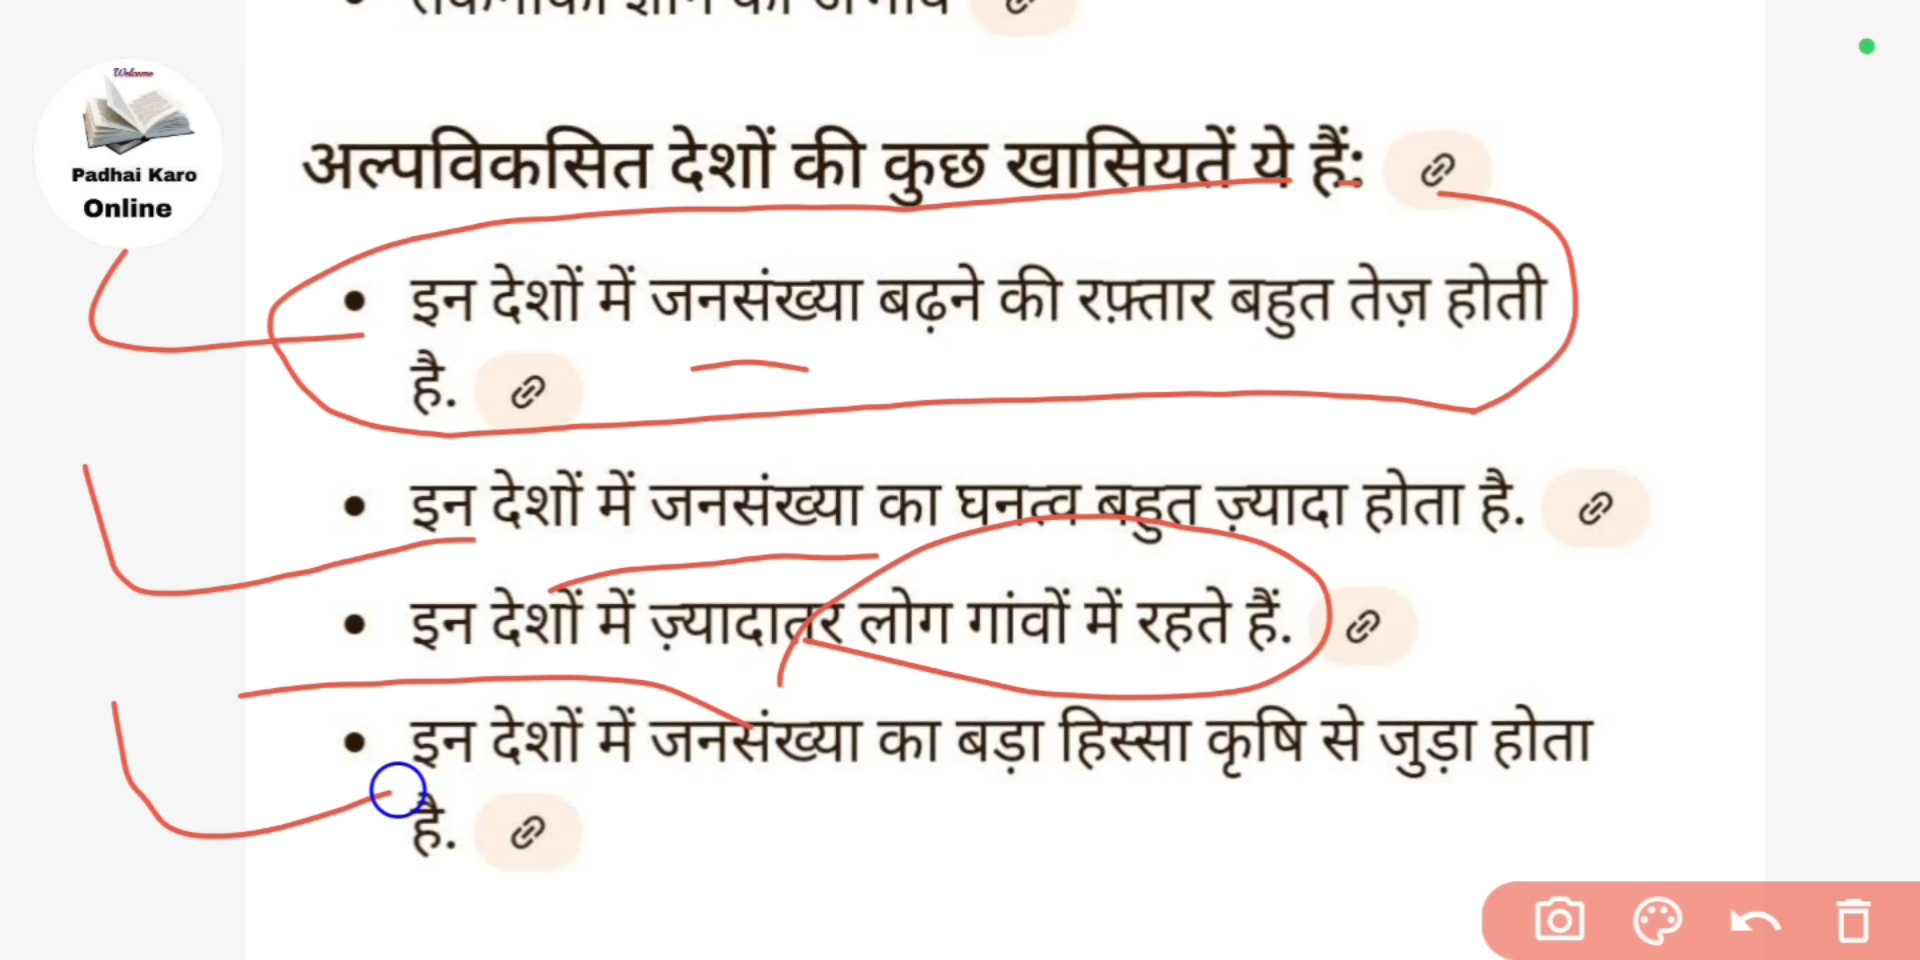 Welcome
Padhai Karo
Online
अल्पविकसित देशों की कुछ खासियतें ये हैं:
• इन देशों में जनसंख्या बढ़ने की रफ़्तार बहुत तेज़ होती
है.
• इन देशों में जनसंख्या का घनत्व बहुत ज़्यादा होता है.
• इन देशों में ज़्यादातर लोग गांवों में रहते हैं.
• इन देशों में जनसंख्या का बड़ा हिस्सा कृषि से जुड़ा होता
है.